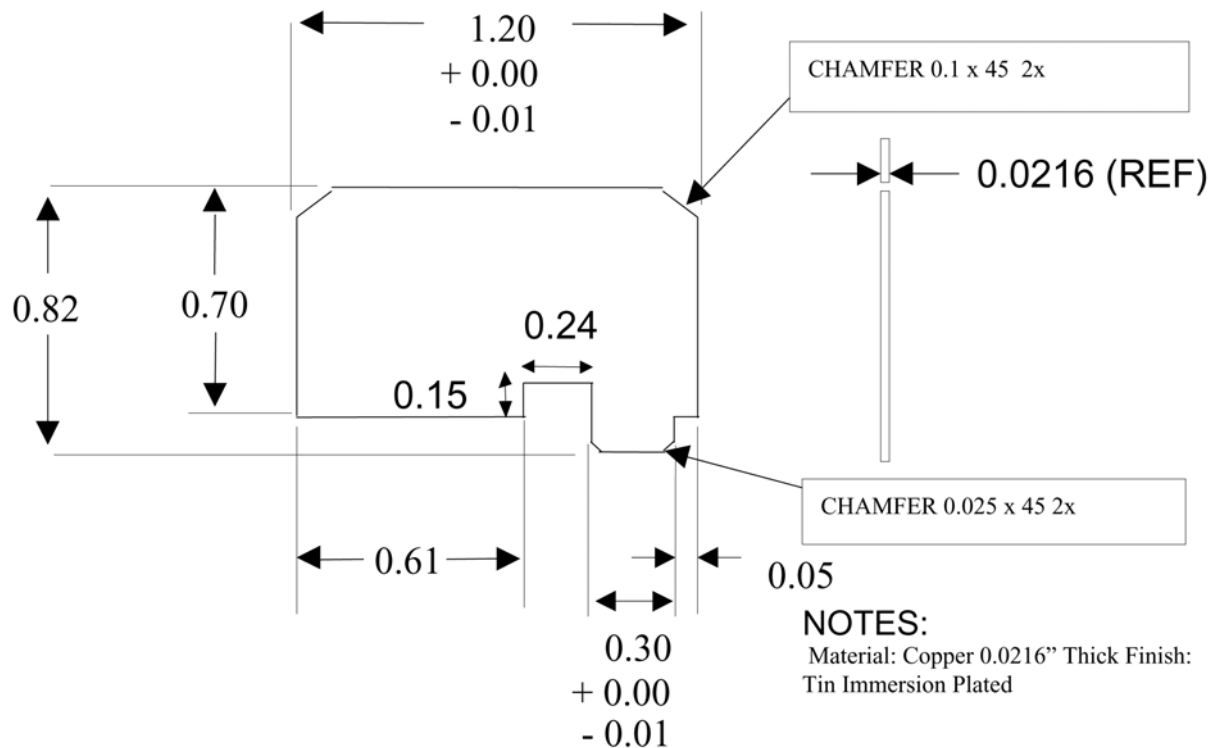 1.20
+ 0.00
- 0.01
CHAMFER 0.1 x 45  2x
0.0216 (REF)
0.82
0.70
0.24
0.15
CHAMFER 0.025 x 45 2x
0.61
0.05
0.30
+ 0.00
- 0.01
NOTES:
Material: Copper 0.0216” Thick Finish:
Tin Immersion Plated